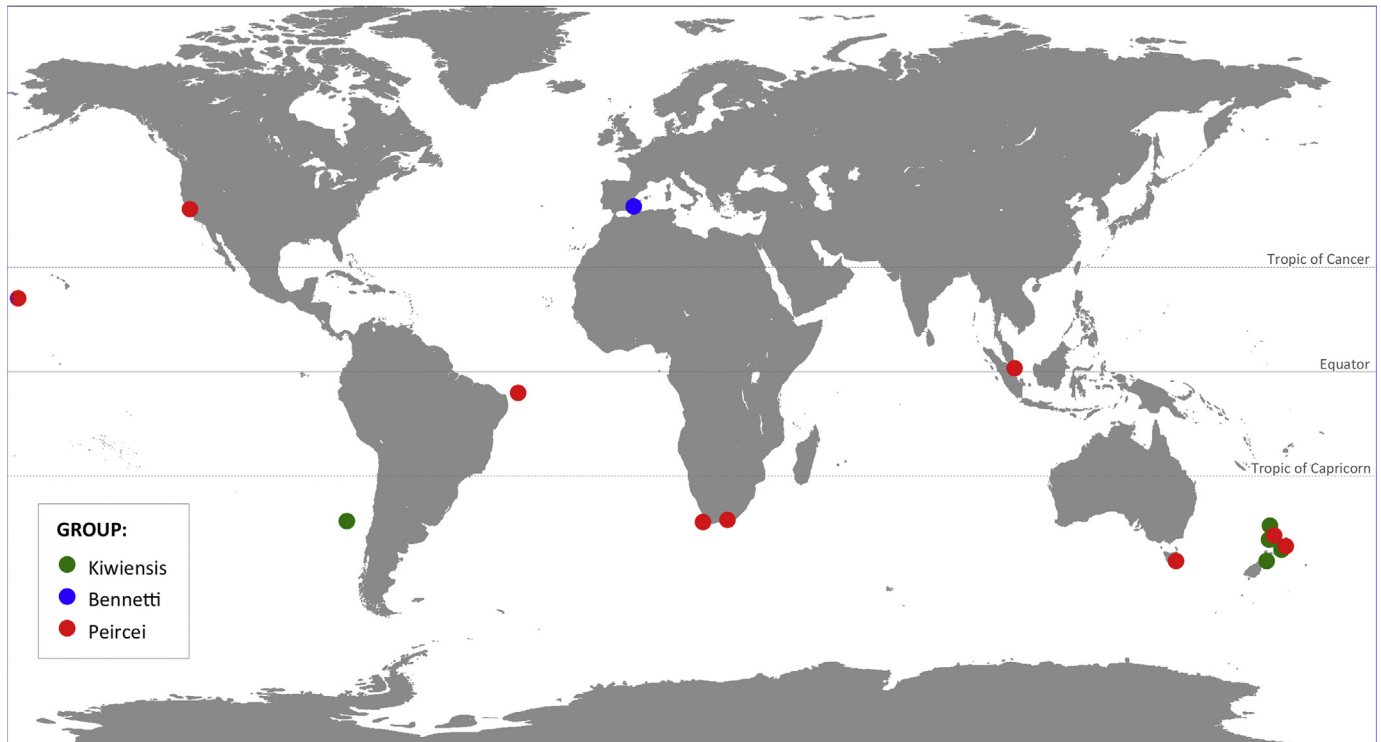 Tropic of Cancer
Equator
Tropic of Capricorn
GROUP:
Kiwiensis
Bennetti
Peircei